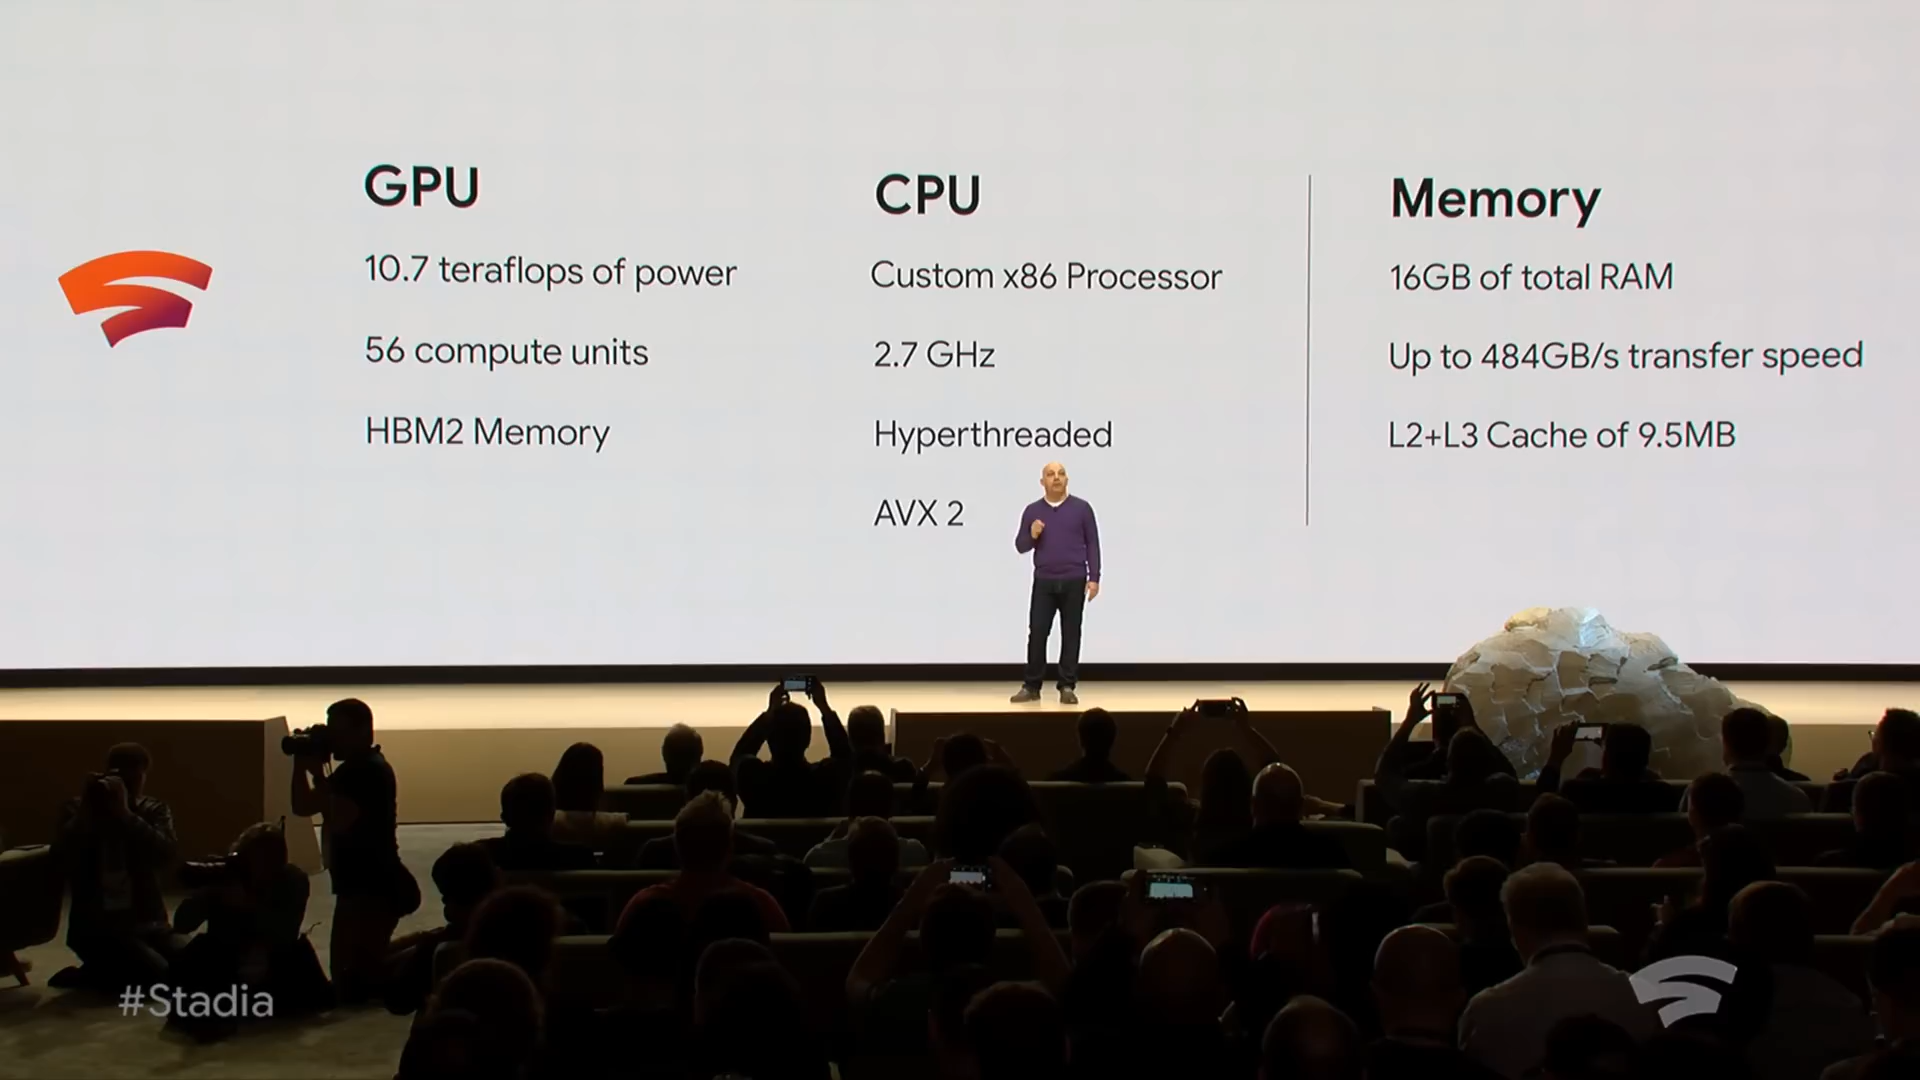 GPU
10.7 teraflops of power
56 compute units
HBM2 Memory
CPU
Custom x86 Processor
2.7 GHz
Hyperthreaded
AVX 2
Memory
16GB of total RAM
Up to 484GB/s transfer speed
L2+L3 Cache of 9.5MB
#Stadia